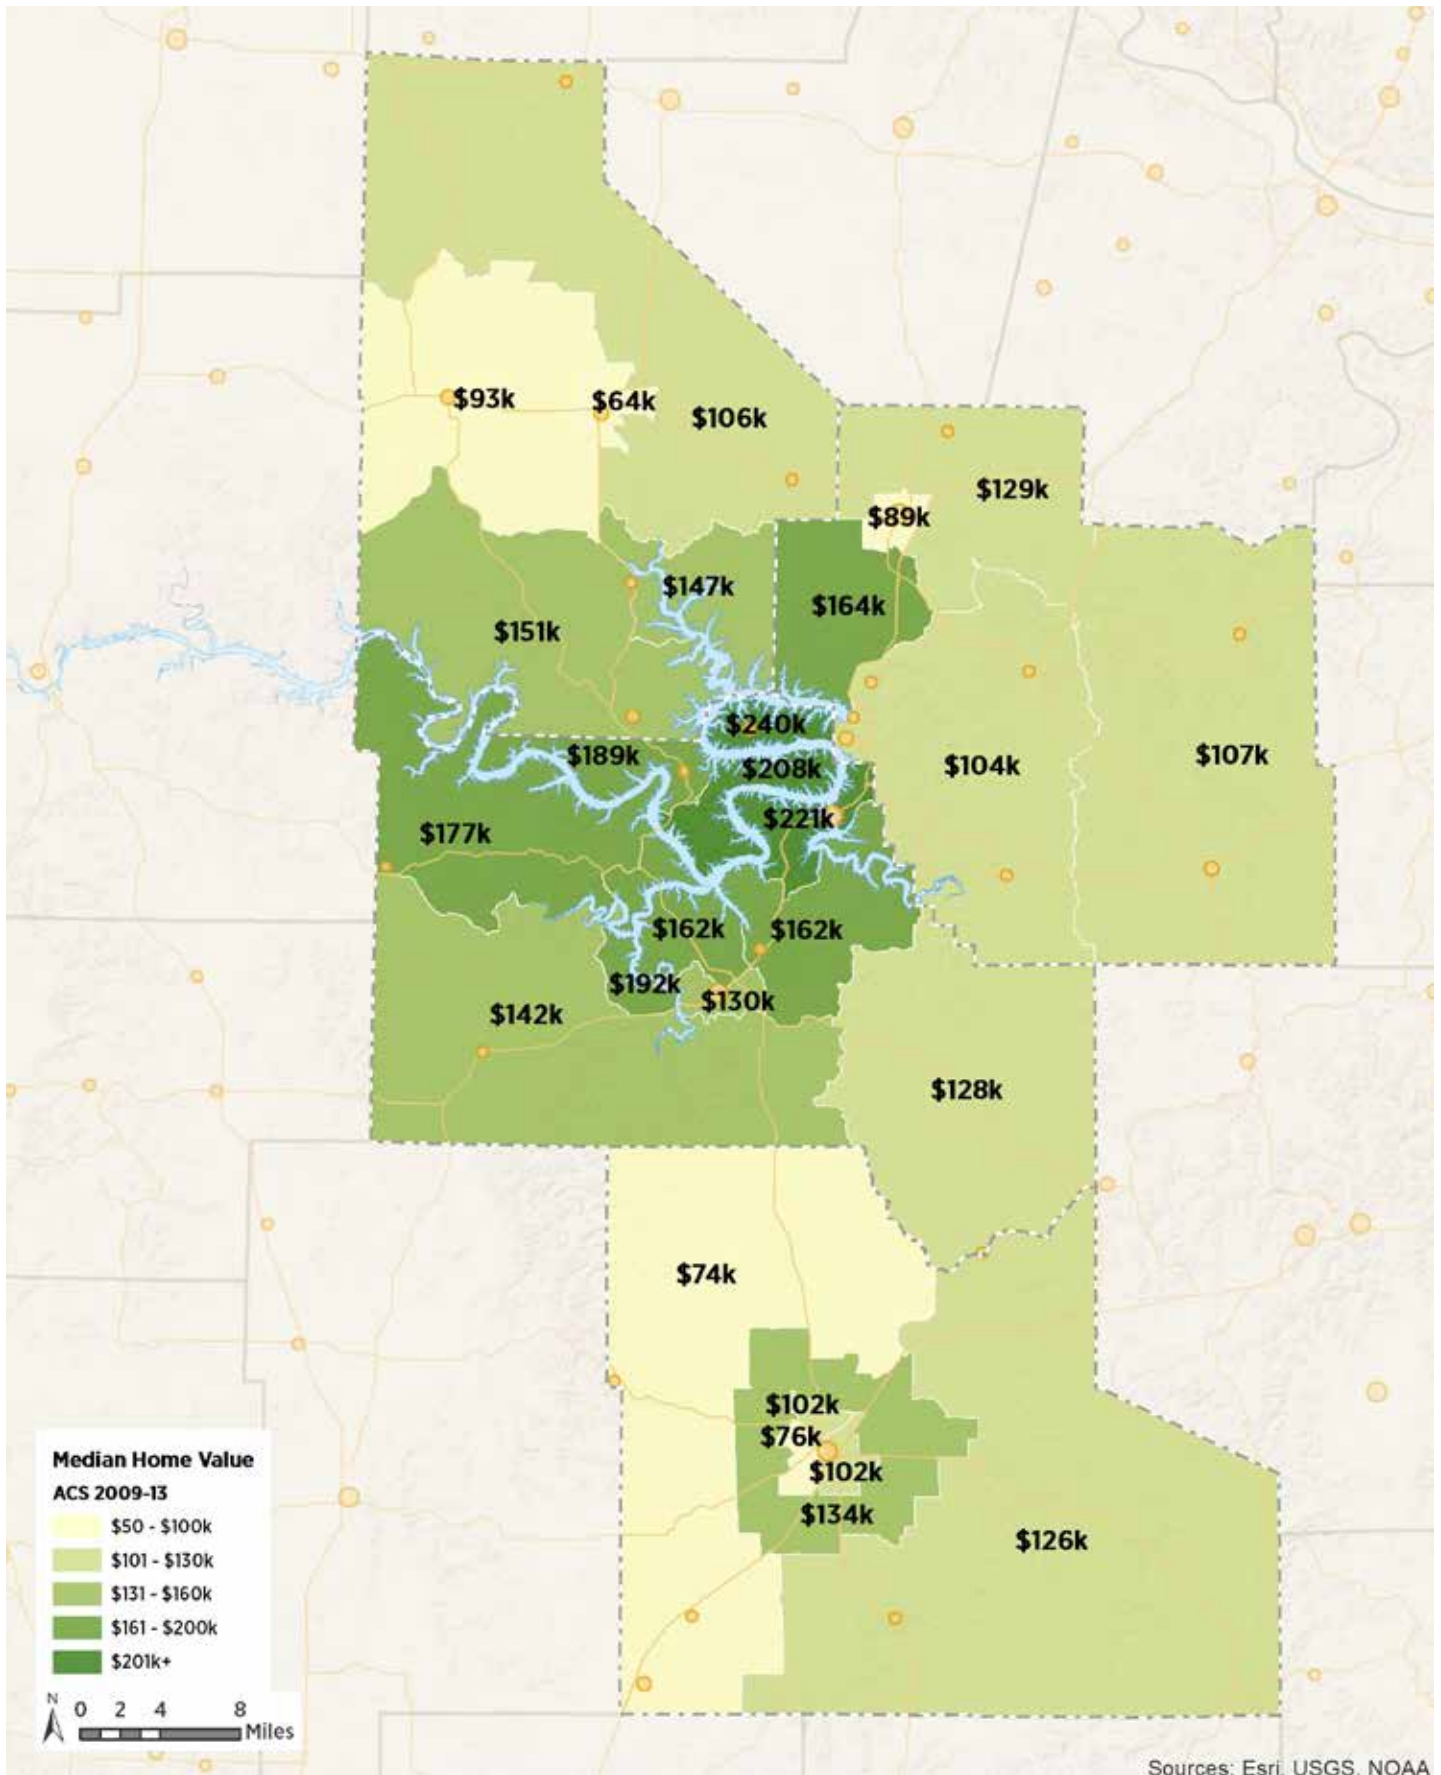 $93k
$64k
$106k
$129k
$89k
$147k
$164k
$151k
$240k
$189k
$208k
$104k
$107k
$221k
$177k
$162k
$162k
$192k
$130k
$142k
$128k
$74k
$102k
$76k
$102k
$134k
$126k
Median Home Value
ACS 2009-13
$50 - $100k
$101 - $130k
$131 - $160k
$161 - $200k
$201k+
N
0 2 4 8
Miles
Sources: Esri, USGS, NOAA